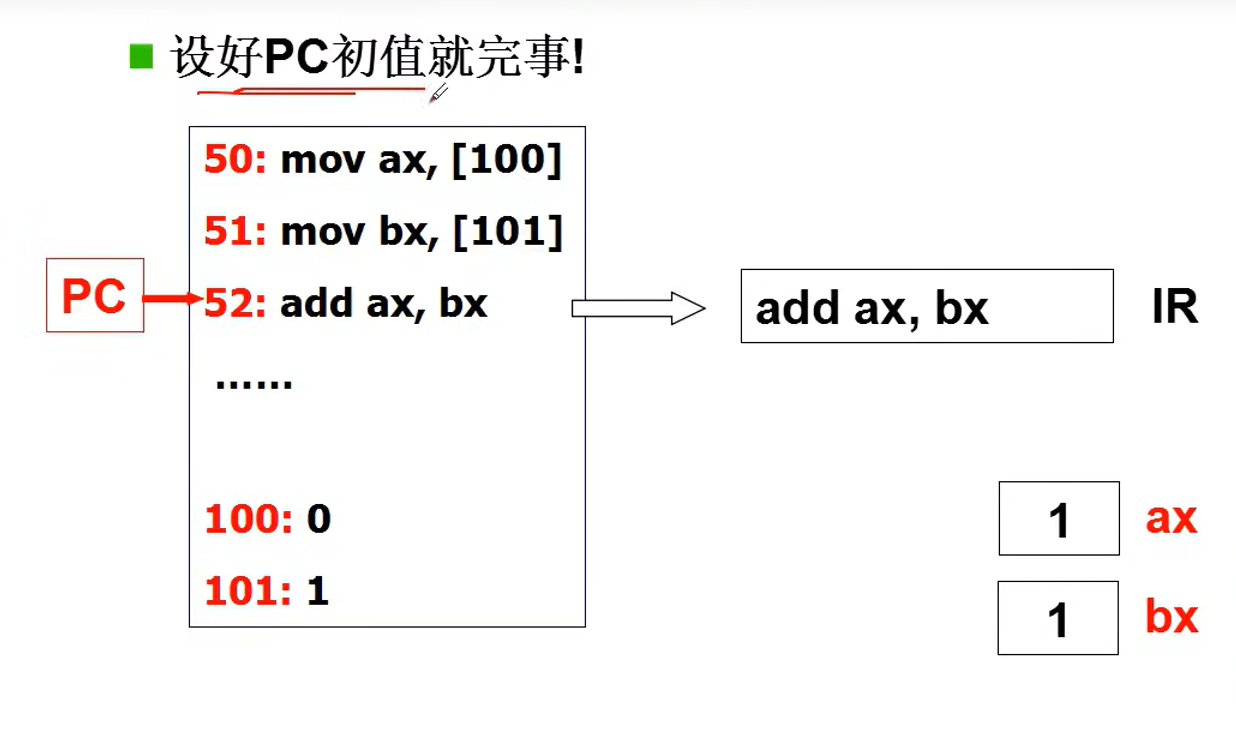 设好PC初值就完事!
50: mov ax, [100]
51: mov bx, [101]
PC
52: add ax, bx
add ax, bx
IR
......
100: 0
1
ax
101: 1
1
bx